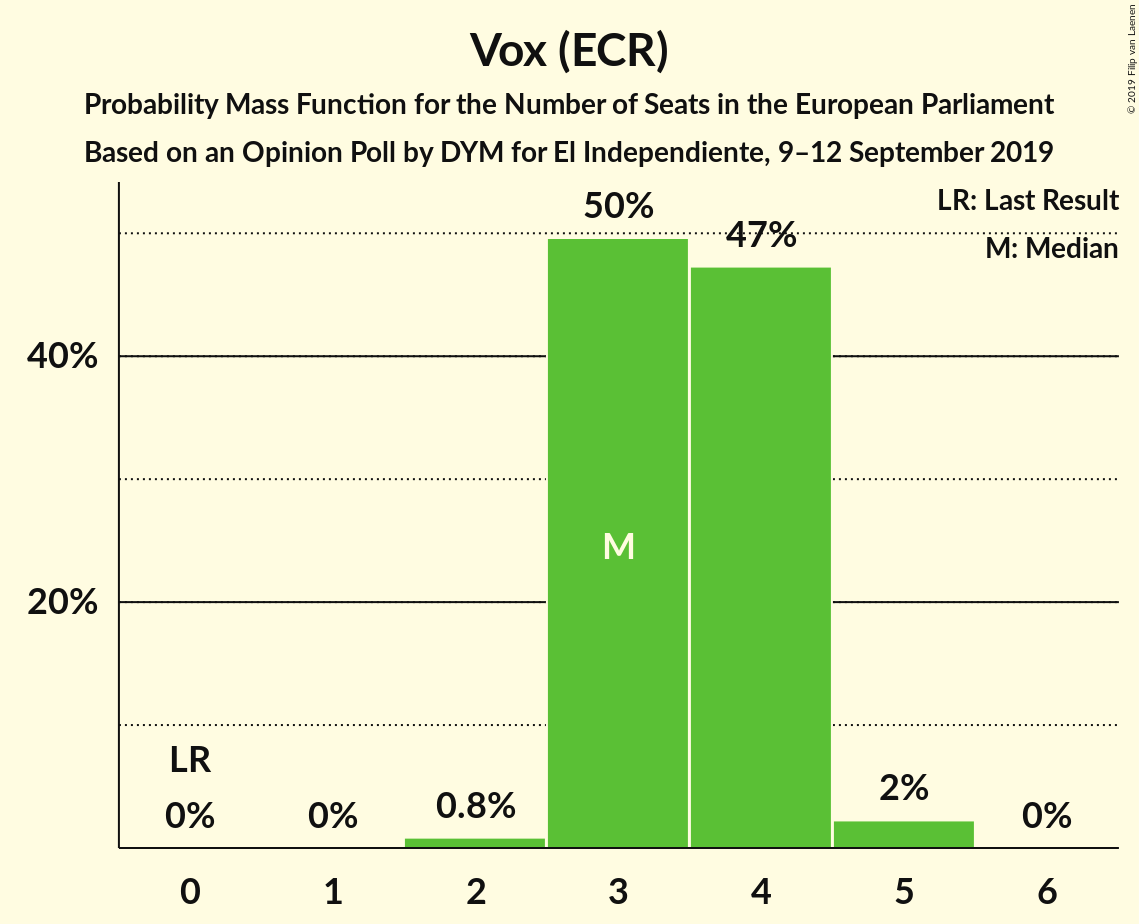 Vox (ECR)
Probability Mass Function for the Number of Seats in the European Parliament
Based on an Opinion Poll by DYM for El Independiente, 9–12 September 2019
© 2019 Filip van Laenen
LR: Last Result
M: Median
50%
47%
40%
M
20%
LR
0%
0%
0.8%
2%
0%
0
1
2
3
4
5
6